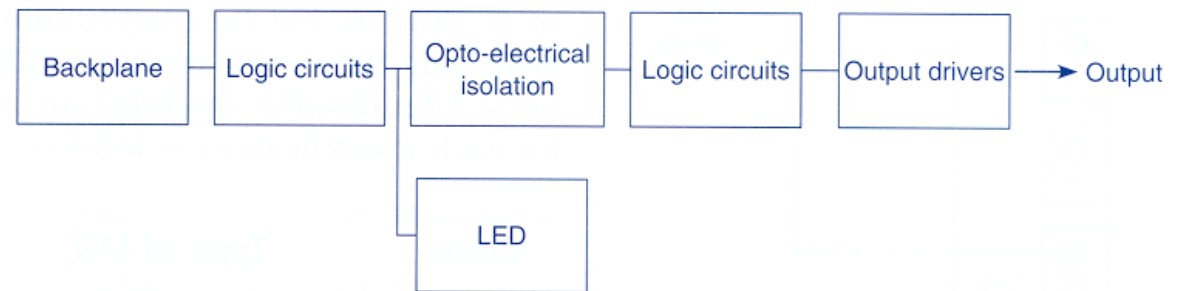 Backplane
Logic circuits
Opto-electrical
isolation
Logic circuits
Output drivers
Output
LED